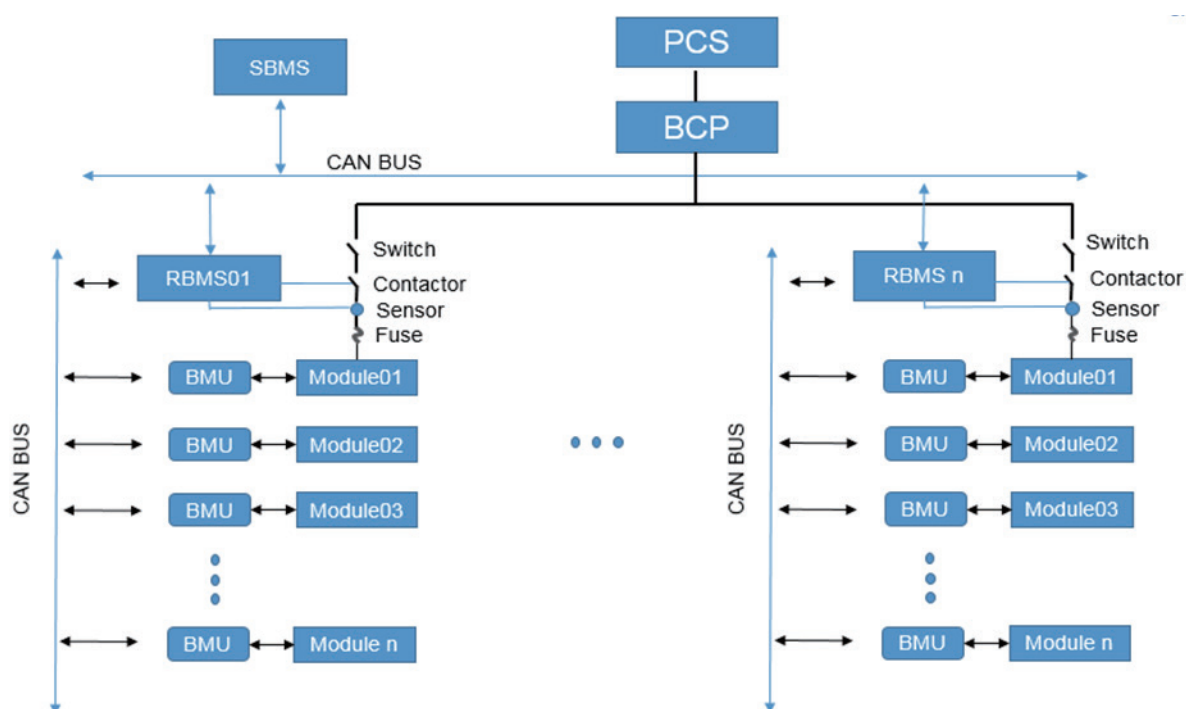 PCS
SBMS
BCP
CAN BUS
Switch
RBMS01
Contactor
Sensor
Fuse
BMU
Module01
BMU
Module02
BMU
Module03
BMU
Module n
CAN BUS
Switch
RBMS n
Contactor
Sensor
Fuse
BMU
Module01
BMU
Module02
BMU
Module03
BMU
Module n
CAN BUS